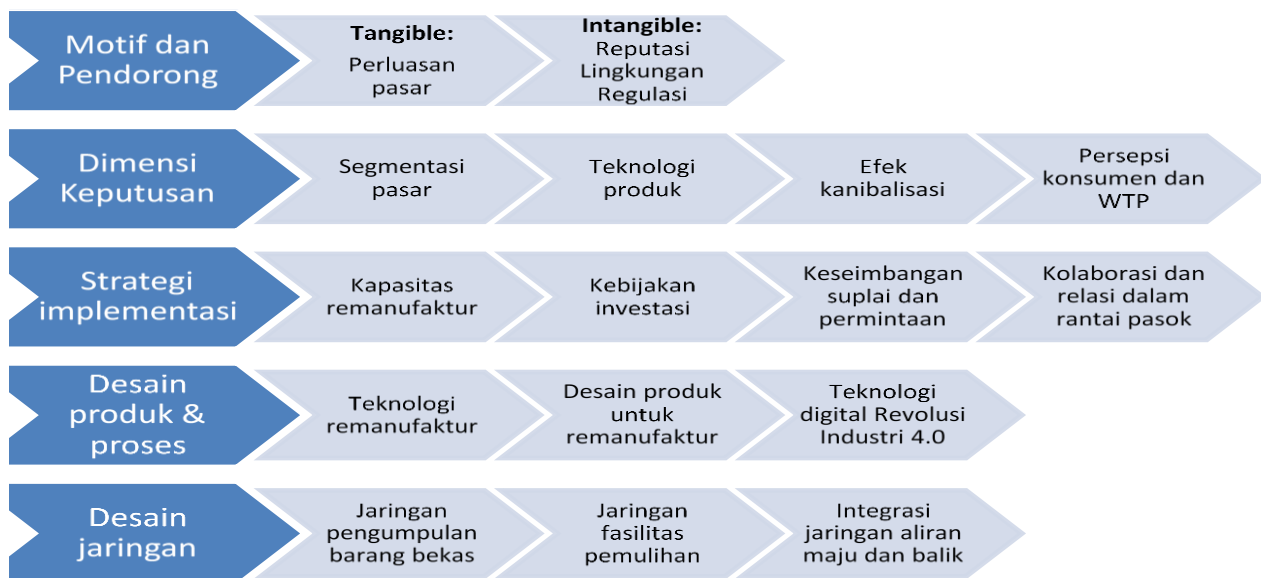 Motif dan
Pendorong
Tangible:
Perluasan
pasar
Intangible:
Reputasi
Lingkungan
Regulasi
Dimensi
Keputusan
Segmentasi
pasar
Teknologi
produk
Efek
kanibalisasi
Persepsi
konsumen dan
WTP
Strategi
implementasi
Kapasitas
remanufaktur
Kebijakan
investasi
Keseimbangan
suplai dan
permintaan
Kolaborasi dan
relasi dalam
rantai pasok
Desain
produk &
proses
Teknologi
remanufaktur
Desain produk
untuk
remanufaktur
Teknologi
digital Revolusi
Industri 4.0
Desain
jaringan
Jaringan
pengumpulan
barang bekas
Jaringan
fasilitas
pemulihan
Integrasi
jaringan aliran
maju dan balik